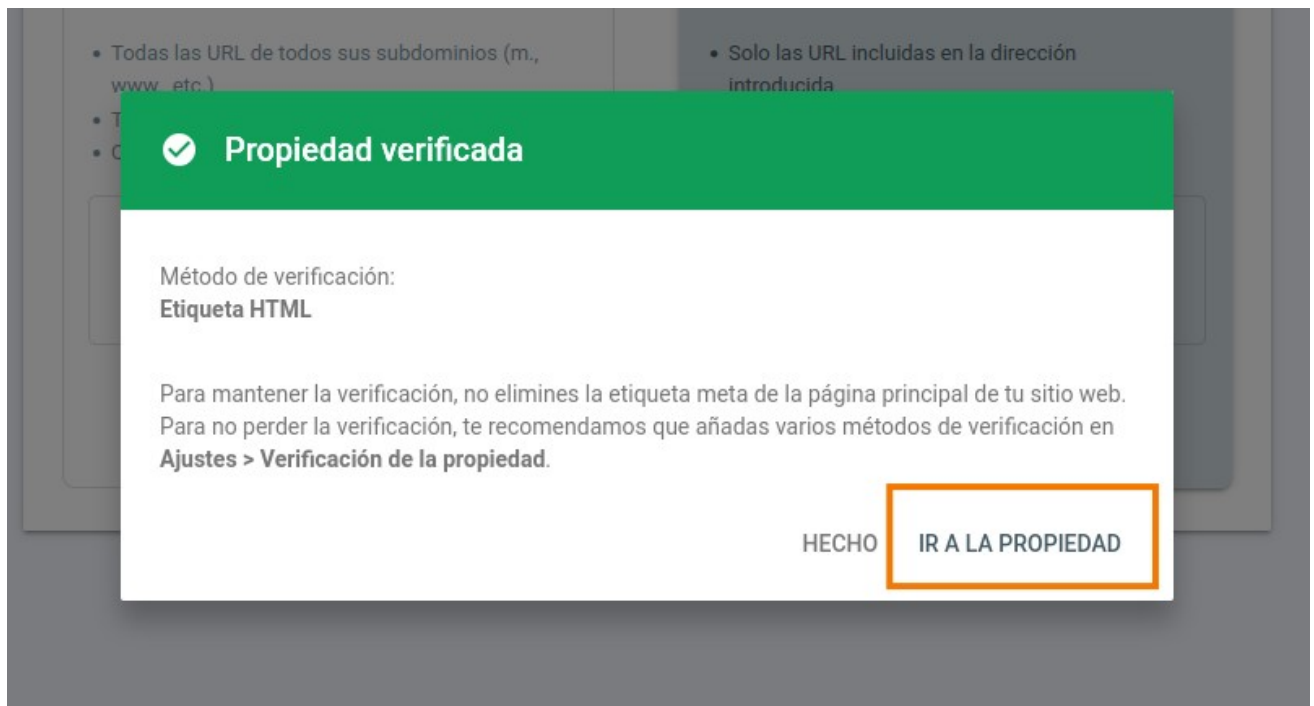 • Todas las URL de todos sus subdominios (m.,
www., etc.)
• Solo las URL incluidas en la dirección
introducida
Propiedad verificada
Método de verificación:
Etiqueta HTML
Para mantener la verificación, no elimines la etiqueta meta de la página principal de tu sitio web.
Para no perder la verificación, te recomendamos que añadas varios métodos de verificación en
Ajustes > Verificación de la propiedad.
HECHO IR A LA PROPIEDAD